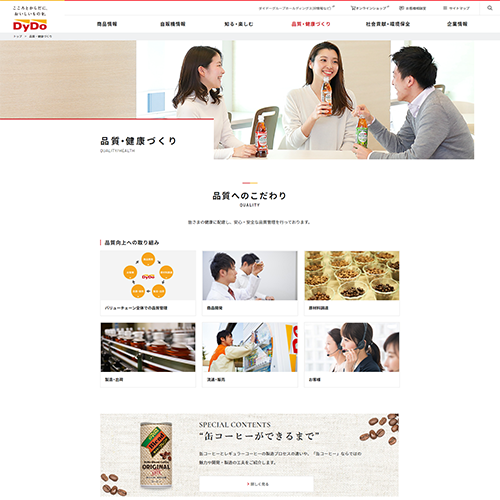 こころとからだに、
おいしいものを。
DyDo
ダイドーグループホールディングス(IR情報など)
オンラインショップ
お客様相談室
サイトマップ
商品情報
自販機情報
知る・楽しむ
品質・健康づくり
社会貢献・環境保全
企業情報
トップ > 品質・健康づくり
品質・健康づくり
QUALITY/HEALTH
品質へのこだわり
QUALITY
皆さまの健康に配慮し、安心・安全な品質管理を行っております。
品質向上への取り組み
DyDo
バリューチェーン全体での品質管理
商品開発
原材料調達
製造・出荷
流通・販売
お客様
SPECIAL CONTENTS
“缶コーヒーができるまで”
缶コーヒーとレギュラーコーヒーの製造プロセスの違いや、「缶コーヒー」ならではの
魅力や開発・製造の工夫をご紹介します。
詳しく見る
DyDo
Blend
ORIGINAL